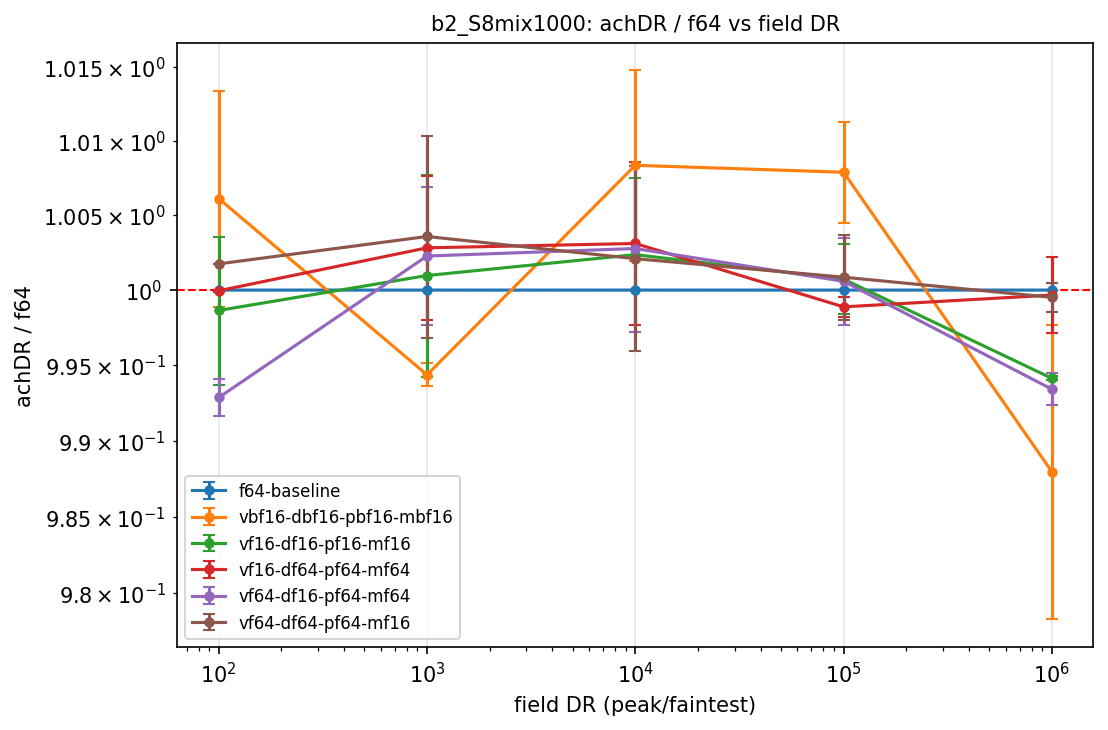 b2_S8mix1000: achDR / f64 vs field DR
achDR / f64
1.015 × 10⁰
1.01 × 10⁰
1.005 × 10⁰
10⁰
9.95 × 10⁻¹
9.9 × 10⁻¹
9.85 × 10⁻¹
9.8 × 10⁻¹
f64-baseline
vbf16-dbf16-pbf16-mbf16
vf16-df16-pf16-mf16
vf16-df64-pf64-mf64
vf64-df16-pf64-mf64
vf64-df64-pf64-mf16
10² 10³ 10⁴ 10⁵ 10⁶
field DR (peak/faintest)